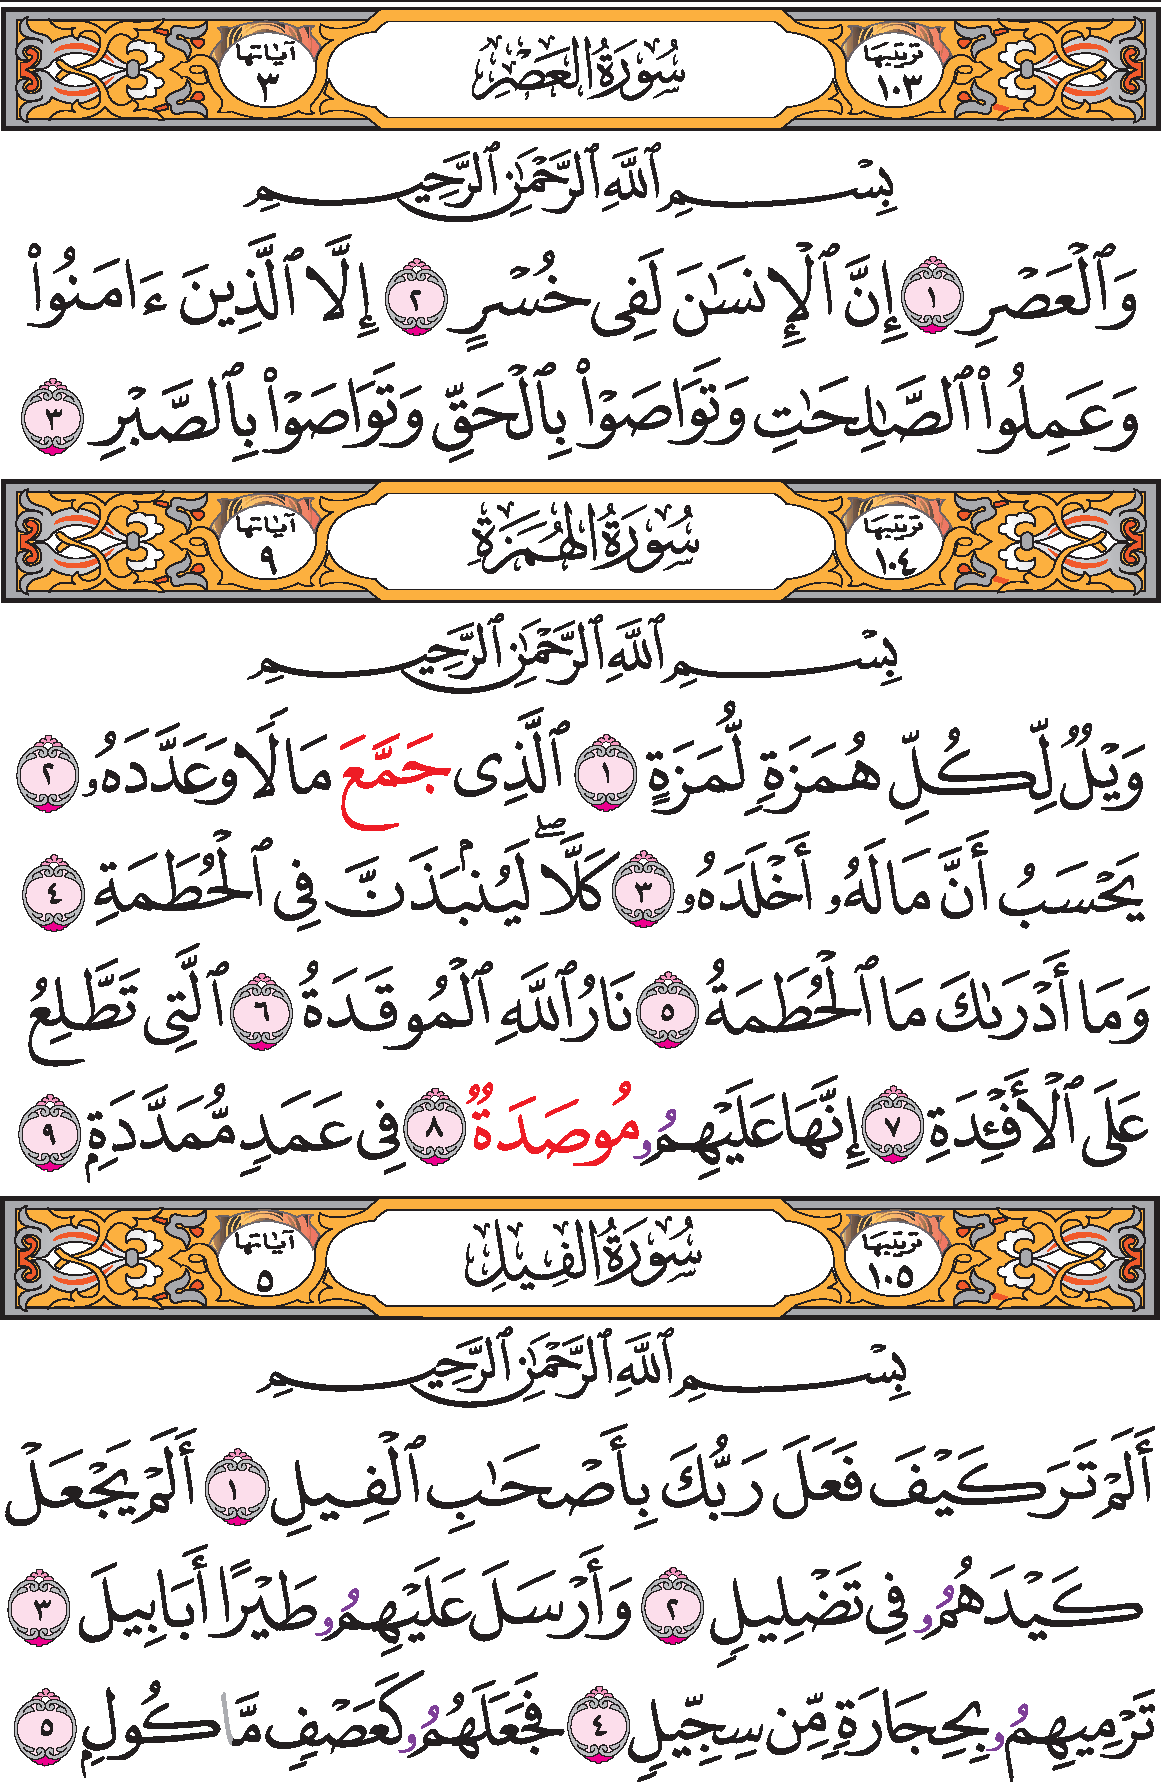 ترتيبها ١٠٣ سُورَةُ العَصْرِ آياتها ٣
بِسْمِ ٱللَّهِ ٱلرَّحْمَٰنِ ٱلرَّحِيمِ
وَٱلْعَصْرِ ١ إِنَّ ٱلْإِنسَٰنَ لَفِى خُسْرٍ ٢ إِلَّا ٱلَّذِينَ ءَامَنُوا۟
وَعَمِلُوا۟ ٱلصَّٰلِحَٰتِ وَتَوَاصَوْا۟ بِٱلْحَقِّ وَتَوَاصَوْا۟ بِٱلصَّبْرِ ٣
ترتيبها ١٠٤ سُورَةُ الهُمَزَةِ آياتها ٩
بِسْمِ ٱللَّهِ ٱلرَّحْمَٰنِ ٱلرَّحِيمِ
وَيْلٌ لِّكُلِّ هُمَزَةٍ لُّمَزَةٍ ١ ٱلَّذِى جَمَّعَ مَالًا وَعَدَّدَهُۥ ٢
يَحْسَبُ أَنَّ مَالَهُۥ أَخْلَدَهُۥ ٣ كَلَّا ۖ لَيُنۢبَذَنَّ فِى ٱلْحُطَمَةِ ٤
وَمَا أَدْرَىٰكَ مَا ٱلْحُطَمَةُ ٥ نَارُ ٱللَّهِ ٱلْمُوقَدَةُ ٦ ٱلَّتِى تَطَّلِعُ
عَلَى ٱلْأَفْـِٔدَةِ ٧ إِنَّهَا عَلَيْهِمُۥ مُوصَدَةٌ ٨ فِى عَمَدٍ مُّمَدَّدَةٍۭ ٩
ترتيبها ١٠٥ سُورَةُ الفِيلِ آياتها ٥
بِسْمِ ٱللَّهِ ٱلرَّحْمَٰنِ ٱلرَّحِيمِ
أَلَمْ تَرَ كَيْفَ فَعَلَ رَبُّكَ بِأَصْحَٰبِ ٱلْفِيلِ ١ أَلَمْ يَجْعَلْ
كَيْدَهُمُۥ فِى تَضْلِيلٍ ٢ وَأَرْسَلَ عَلَيْهِمُۥ طَيْرًا أَبَابِيلَ ٣
تَرْمِيهِمُۥ بِحِجَارَةٍ مِّن سِجِّيلٍ ٤ فَجَعَلَهُمُۥ كَعَصْفٍ مَّاكُولٍۭ ٥